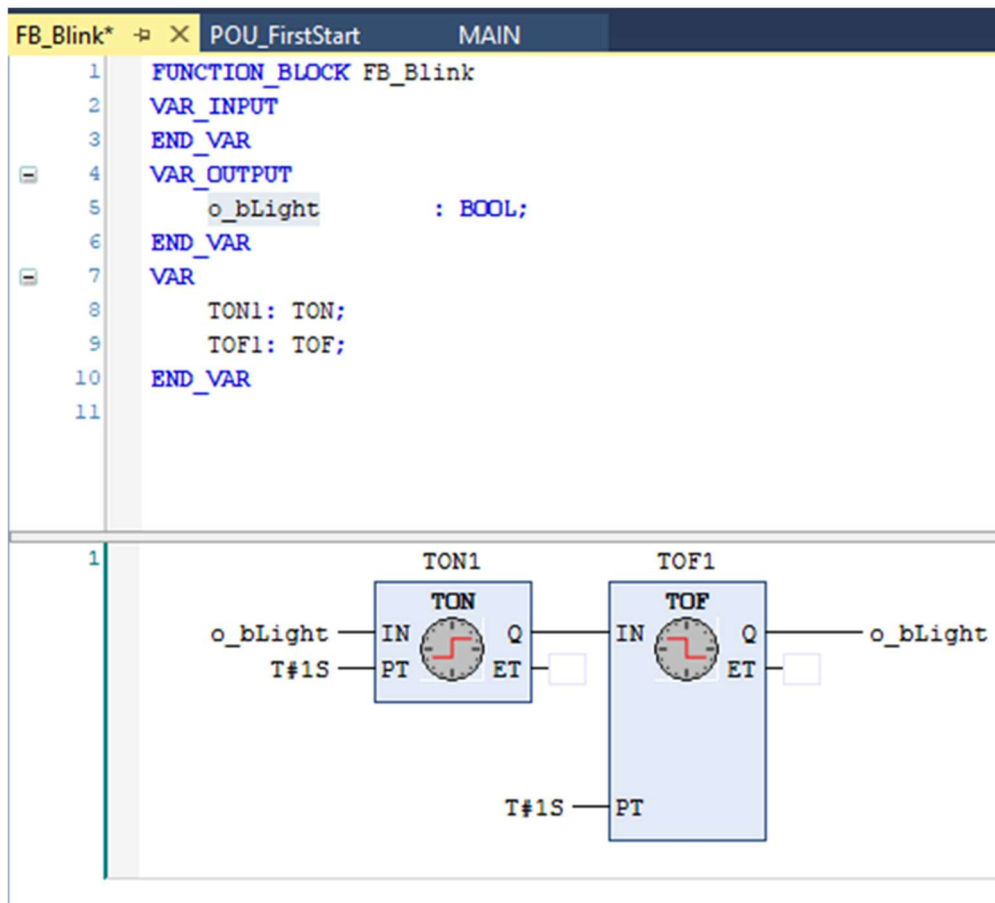 FB_Blink* POU_FirstStart MAIN
1 FUNCTION_BLOCK FB_Blink
2 VAR_INPUT
3 END_VAR
4 VAR_OUTPUT
5 o_bLight : BOOL;
6 END_VAR
7 VAR
8 TON1: TON;
9 TOF1: TOF;
10 END_VAR
11
1 TON1 TOF1
TON TOF
o_bLight IN Q IN Q o_bLight
T#1S PT ET ET
T#1S PT